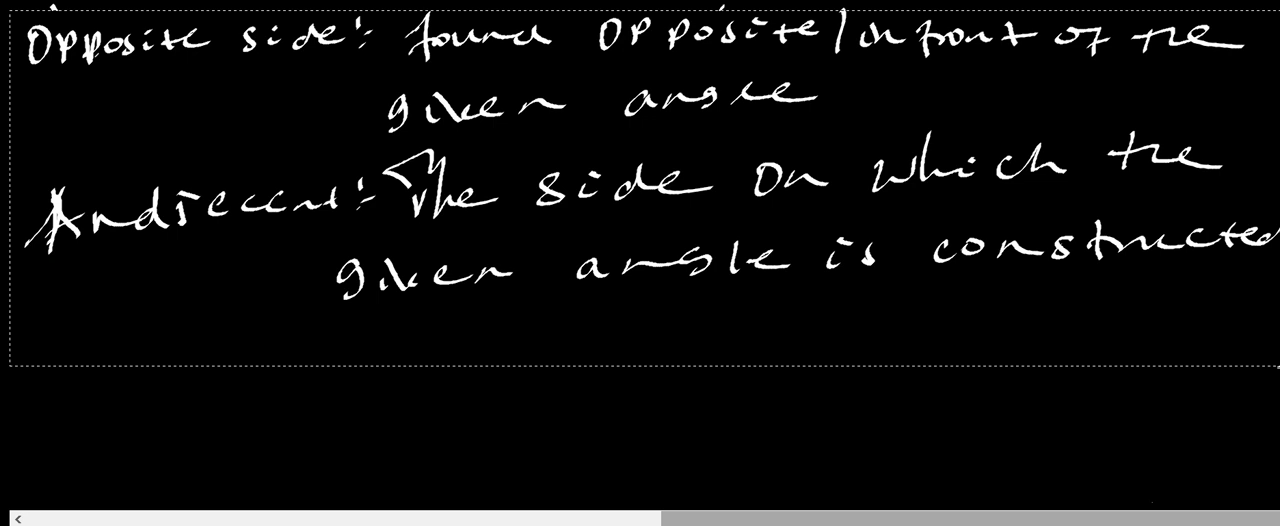 Opposite side: found opposite/in front of the
given angle
Andjecent: The side on which the
given angle is constructed